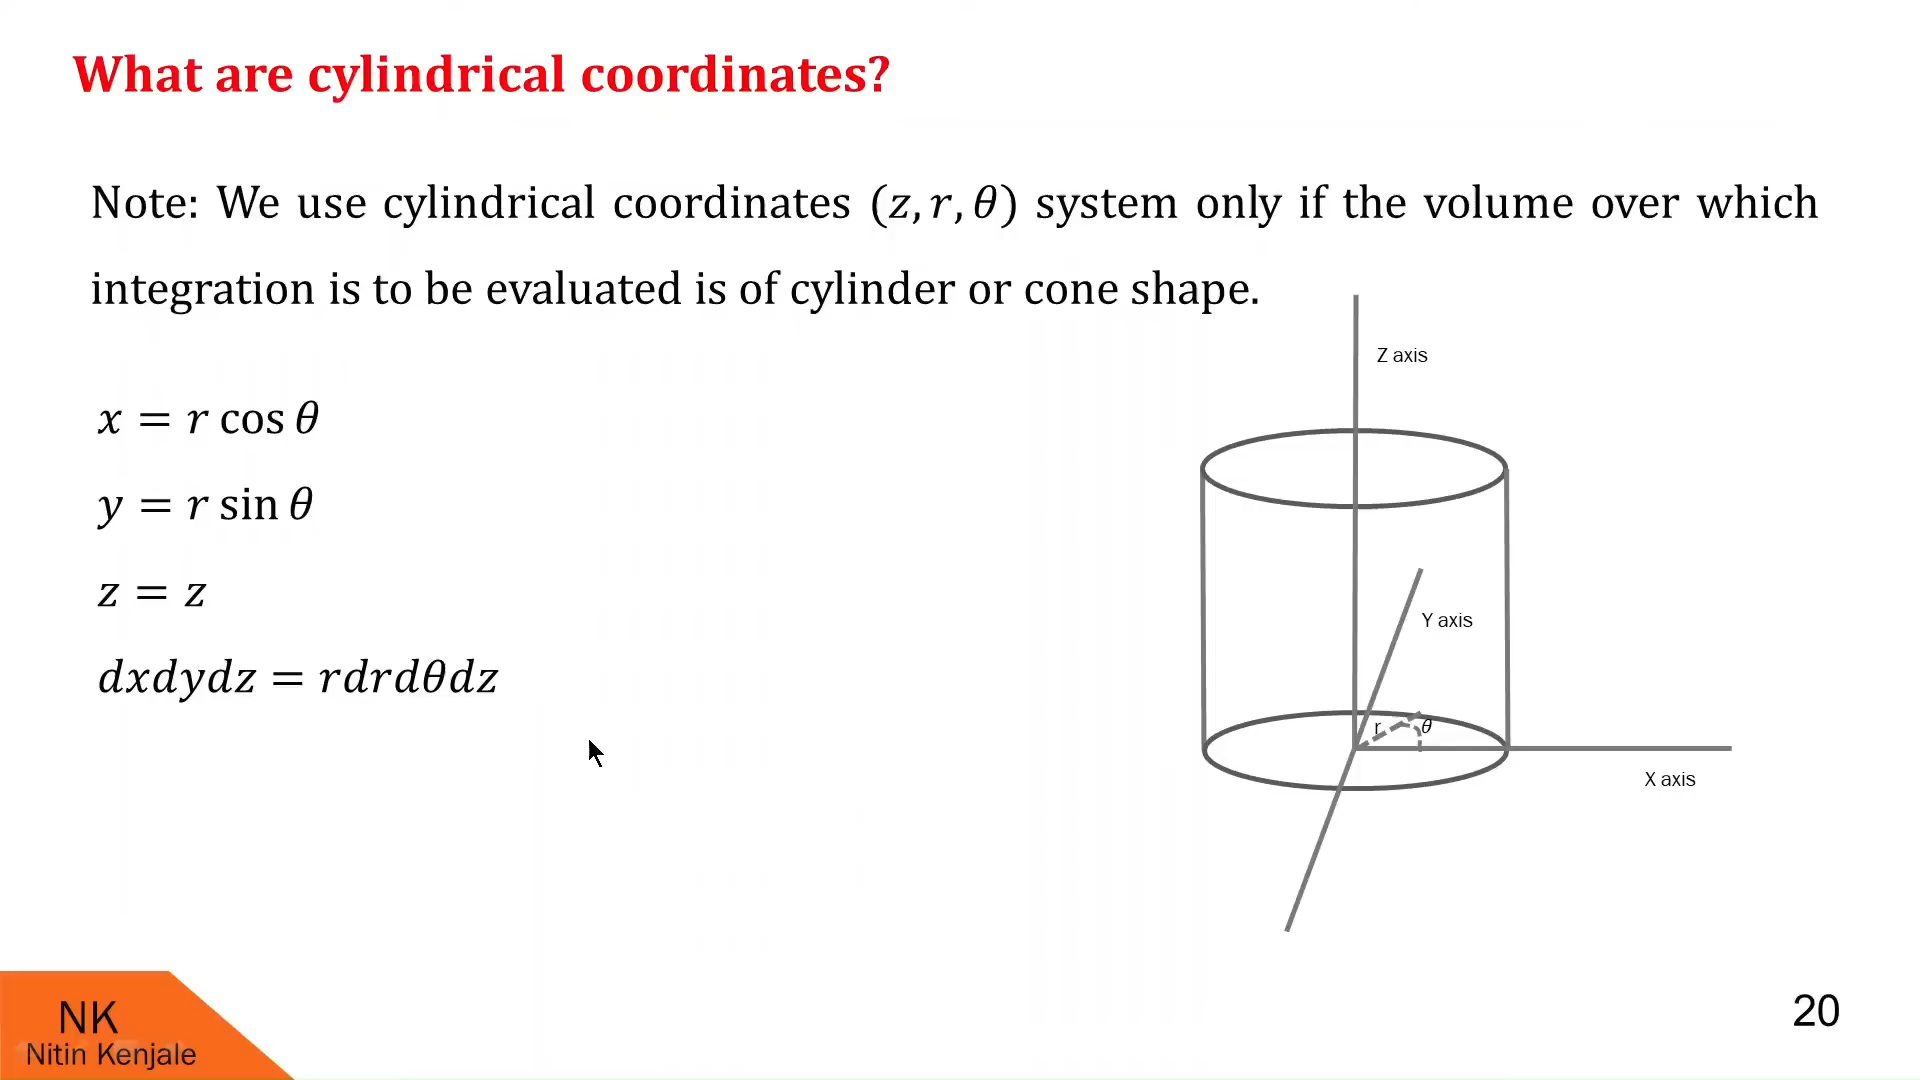 What are cylindrical coordinates?
Note: We use cylindrical coordinates (z, r, θ) system only if the volume over which
integration is to be evaluated is of cylinder or cone shape.
x = r cos θ
y = r sin θ
z = z
dxdydz = rdrdθdz
Z axis
Y axis
r
θ
X axis
NK
Nitin Kenjale
20